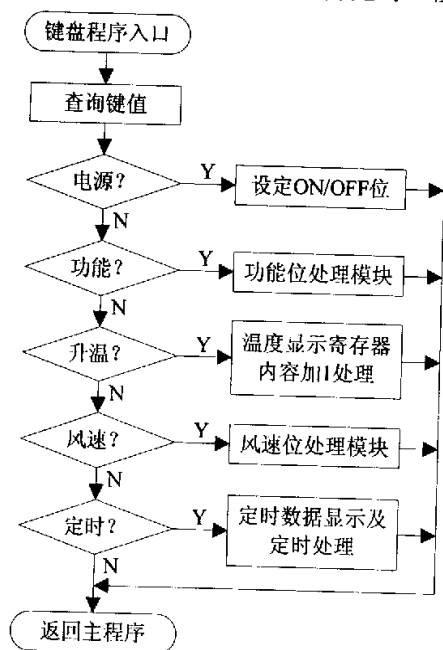 键盘程序入口
查询键值
电源?
Y
设定ON/OFF位
N
功能?
Y
功能位处理模块
N
升温?
Y
温度显示寄存器
内容加1处理
N
风速?
Y
风速位处理模块
N
定时?
Y
定时数据显示及
定时处理
N
返回主程序